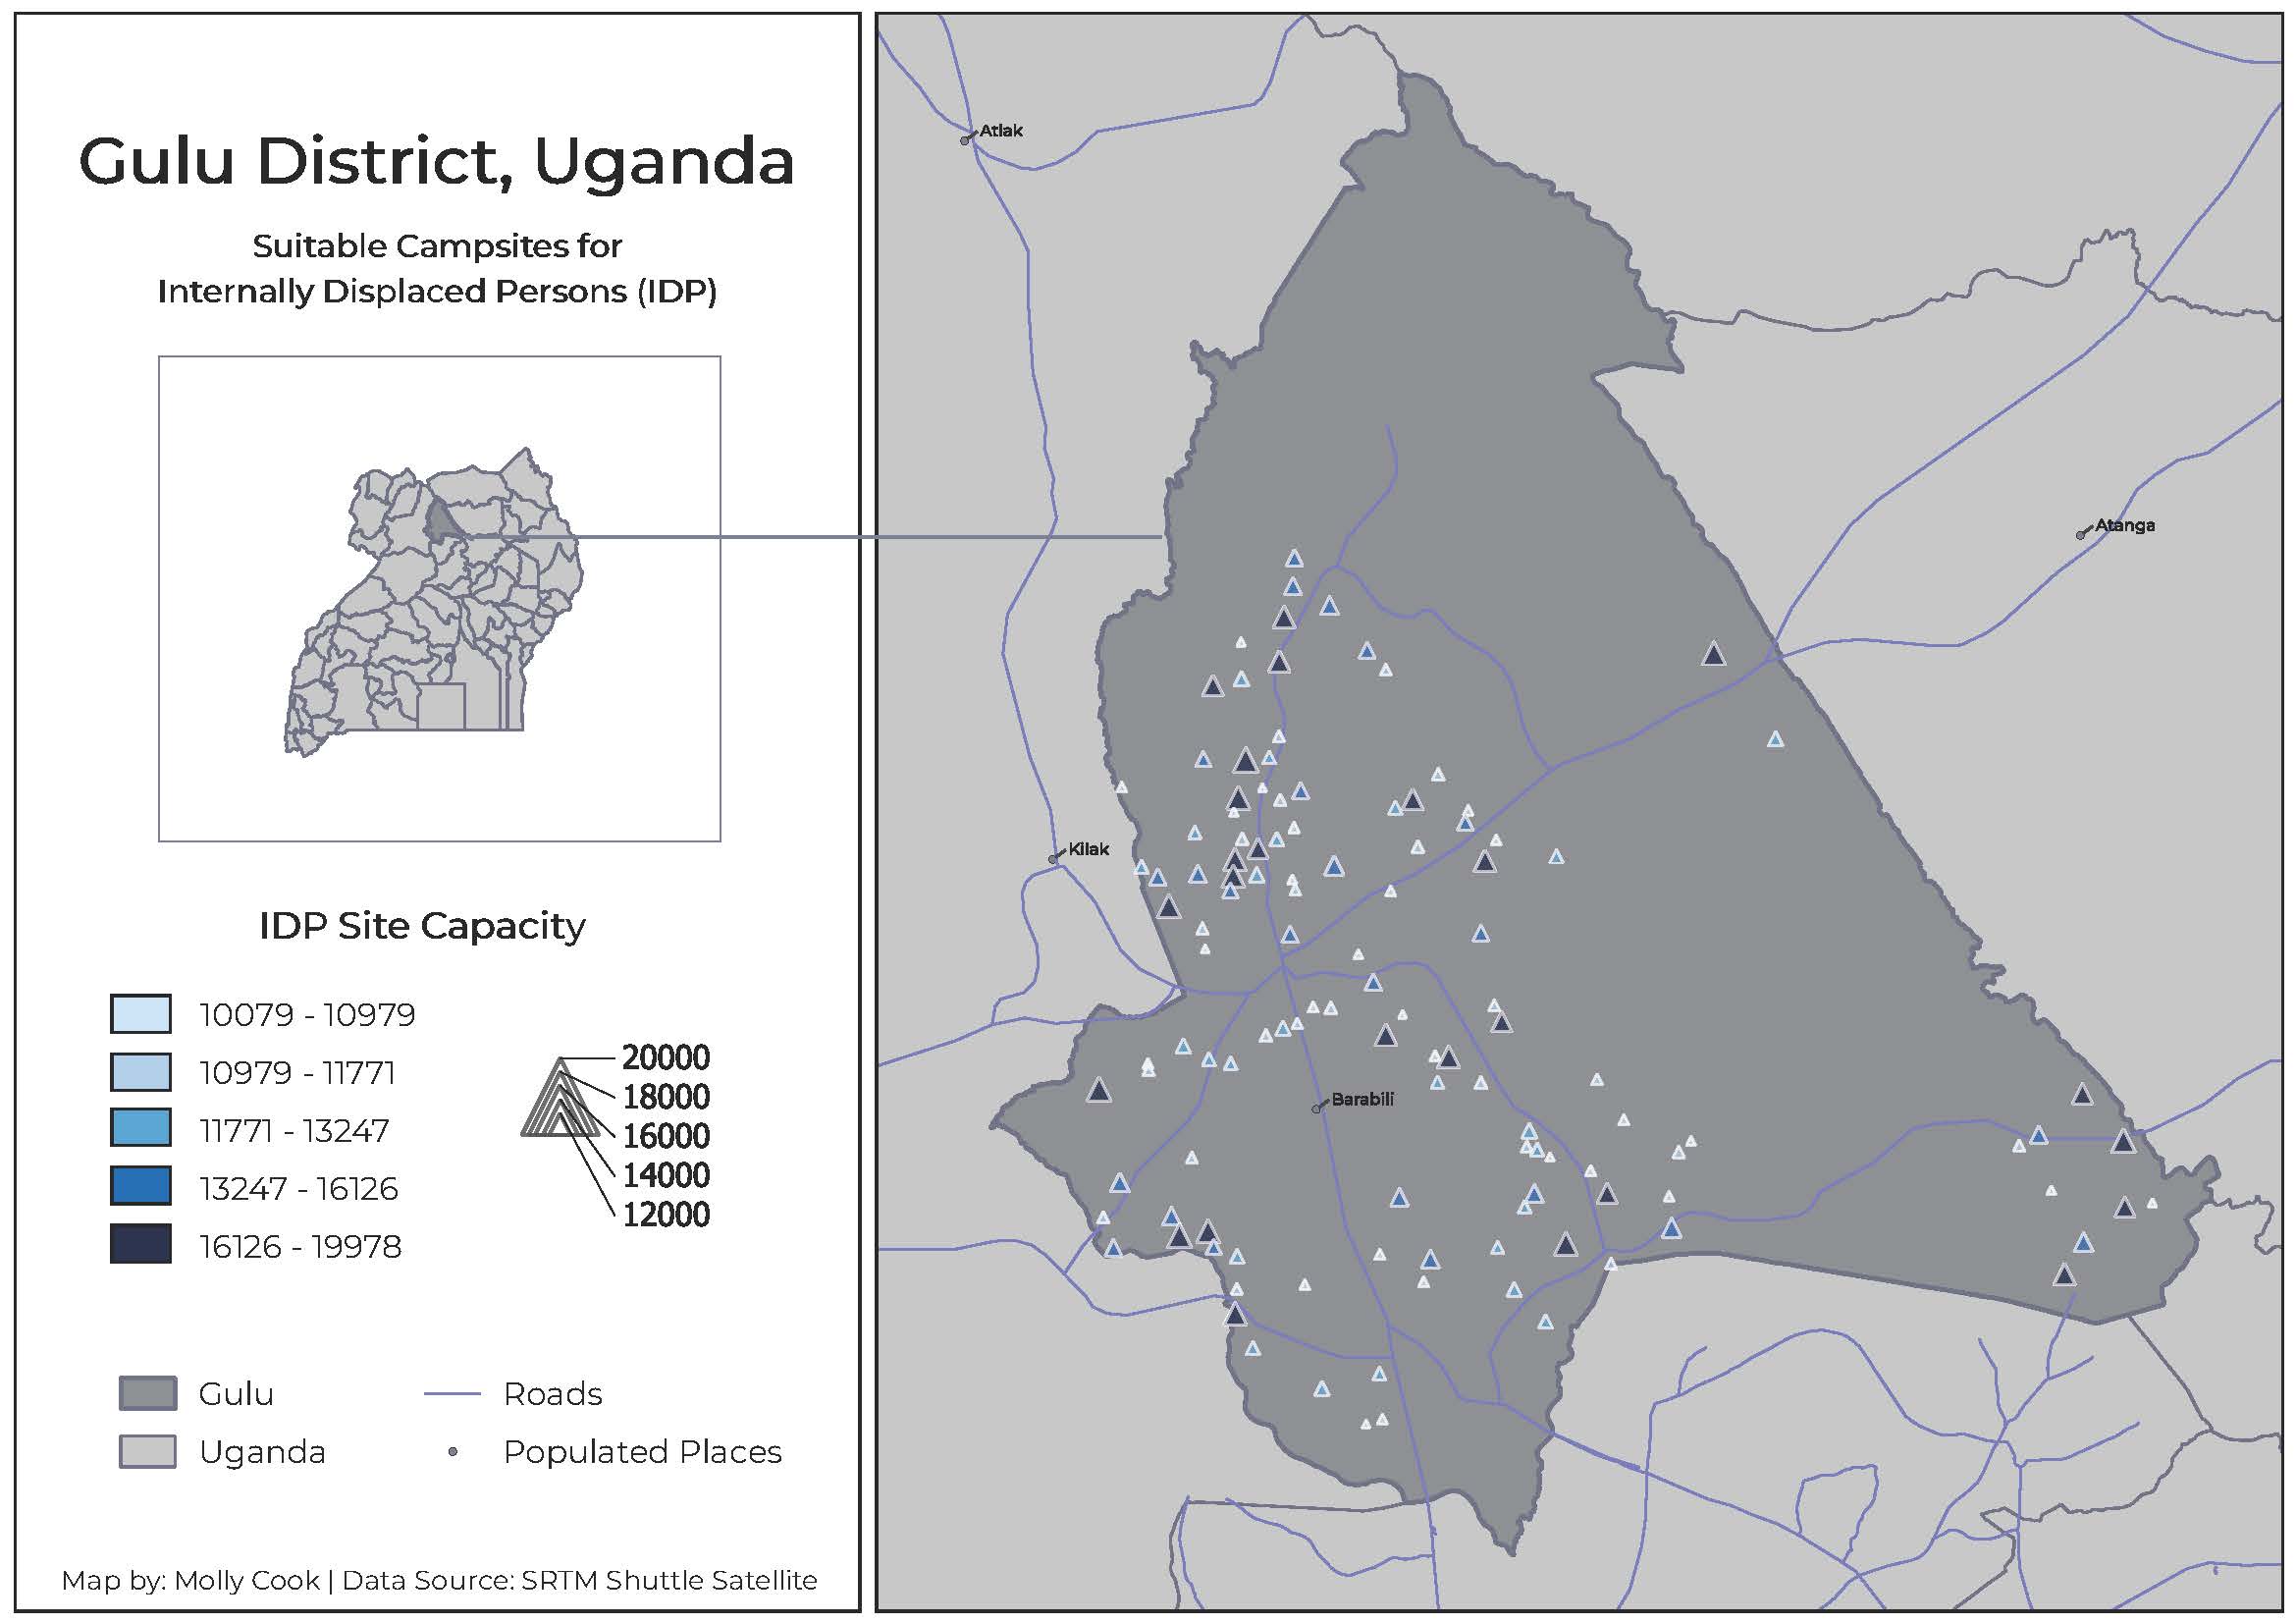 Gulu District, Uganda
Suitable Campsites for
Internally Displaced Persons (IDP)
IDP Site Capacity
10079 - 10979
10979 - 11771
11771 - 13247
13247 - 16126
16126 - 19978
20000
18000
16000
14000
12000
Gulu
Roads
Uganda
Populated Places
Map by: Molly Cook | Data Source: SRTM Shuttle Satellite
Atlak
Atanga
Kilak
Barabili